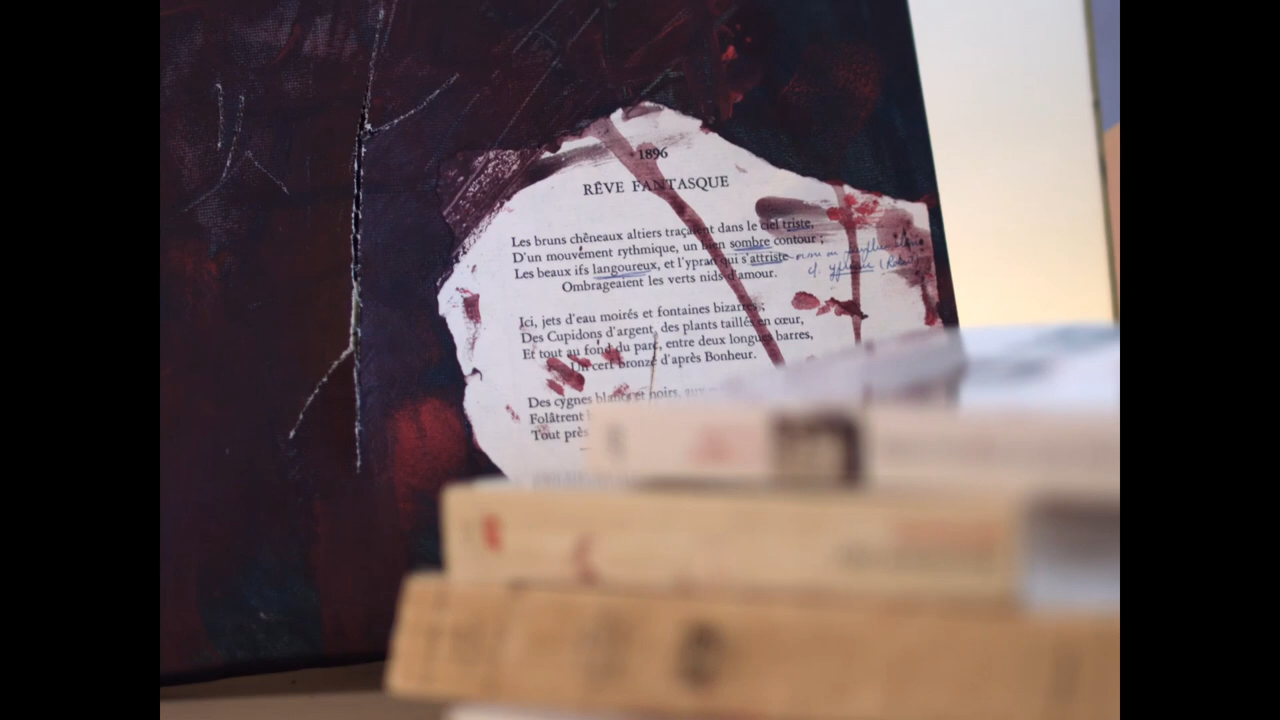 1896
RÊVE FANTASQUE
Les bruns chêneaux altiers traçaient dans le ciel triste,
D'un mouvement rythmique, un bien sombre contour ;
Les beaux ifs langoureux, et l'ypran qui s'attriste
Ombrageaient les verts nids d'amour.
Ici, jets d'eau moirés et fontaines bizarres ;
Des Cupidons d'argent, des plants taillés en cœur,
Et tout au fond du parc, entre deux longues barres,
Un cerf bronzé d'après Bonheur.
Des cygnes blancs et noirs, aux
Folâtrent
Tout près